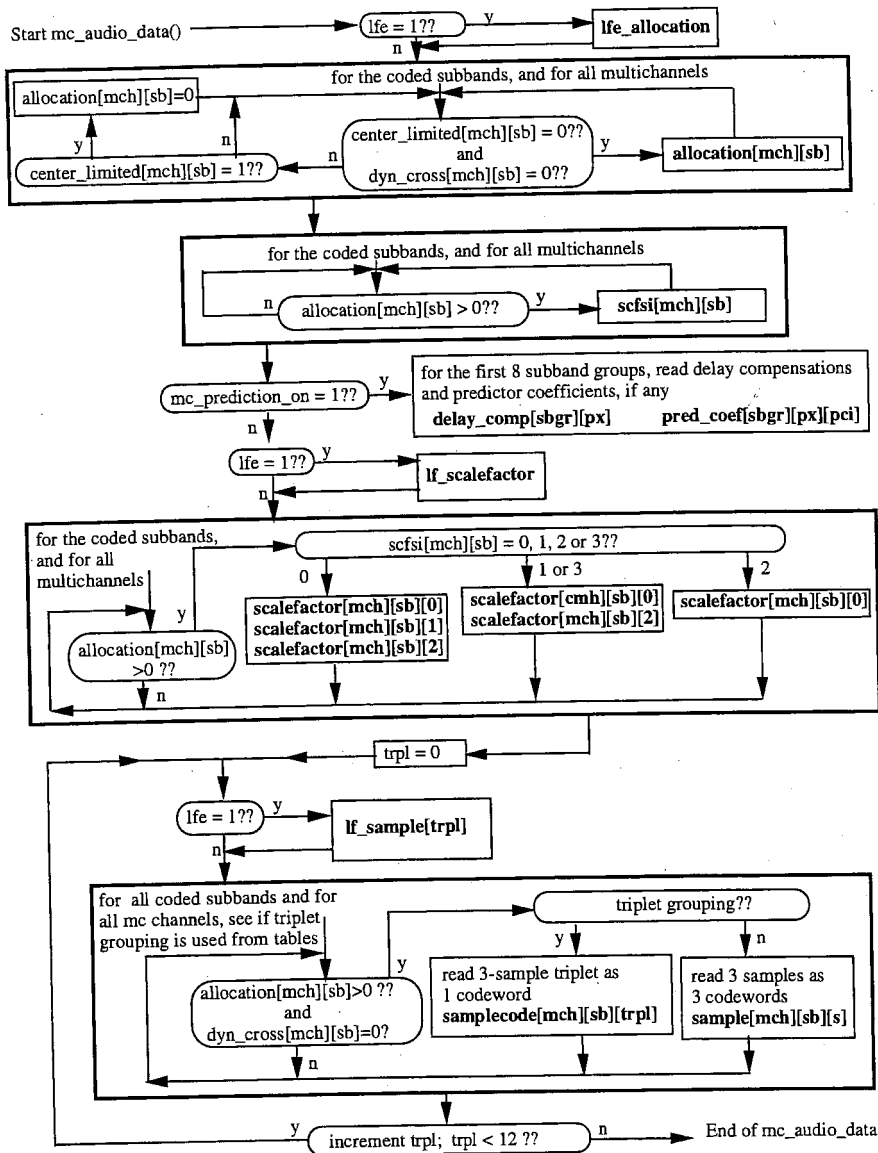 Start mc_audio_data()
lfe = 1??
y
lfe_allocation
n
for the coded subbands, and for all multichannels
allocation[mch][sb]=0
y
n
center_limited[mch][sb] = 1??
n
center_limited[mch][sb] = 0??
and
dyn_cross[mch][sb] = 0??
y
allocation[mch][sb]
for the coded subbands, and for all multichannels
n
allocation[mch][sb] > 0??
y
scfsi[mch][sb]
mc_prediction_on = 1??
y
for the first 8 subband groups, read delay compensations
and predictor coefficients, if any
delay_comp[sbgr][px] pred_coef[sbgr][px][pci]
n
lfe = 1??
y
lf_scalefactor
n
for the coded subbands,
and for all
multichannels
y
allocation[mch][sb]
>0 ??
n
scfsi[mch][sb] = 0, 1, 2 or 3??
0
1 or 3
2
scalefactor[mch][sb][0]
scalefactor[mch][sb][1]
scalefactor[mch][sb][2]
scalefactor[cmh][sb][0]
scalefactor[mch][sb][2]
scalefactor[mch][sb][0]
trpl = 0
lfe = 1??
y
lf_sample[trpl]
n
for all coded subbands and for
all mc channels, see if triplet
grouping is used from tables
y
allocation[mch][sb]>0 ??
and
dyn_cross[mch][sb]=0?
n
triplet grouping??
y
n
read 3-sample triplet as
1 codeword
samplecode[mch][sb][trpl]
read 3 samples as
3 codewords
sample[mch][sb][s]
y
increment trpl; trpl < 12 ??
n
End of mc_audio_data